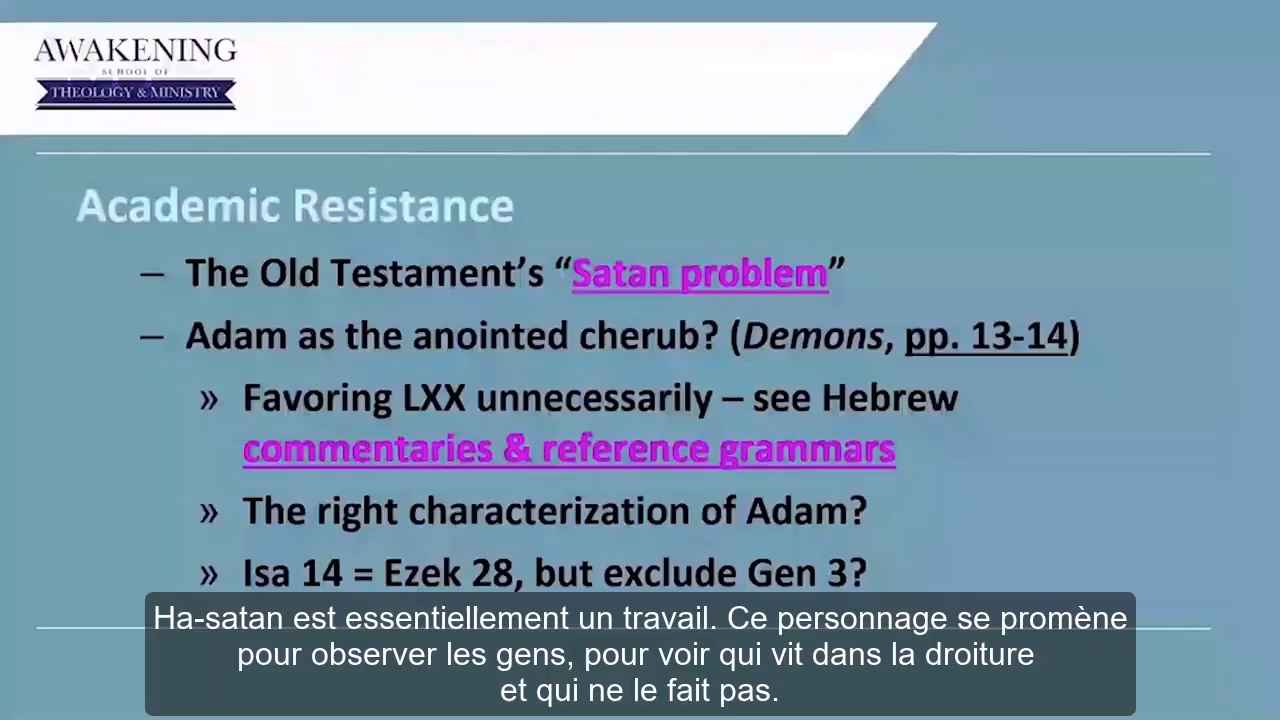 AWAKENING
SCHOOL OF
THEOLOGY & MINISTRY
Academic Resistance
– The Old Testament’s “Satan problem”
– Adam as the anointed cherub? (Demons, pp. 13-14)
» Favoring LXX unnecessarily – see Hebrew
commentaries & reference grammars
» The right characterization of Adam?
» Isa 14 = Ezek 28, but exclude Gen 3?
Ha-satan est essentiellement un travail. Ce personnage se promène
pour observer les gens, pour voir qui vit dans la droiture
et qui ne le fait pas.